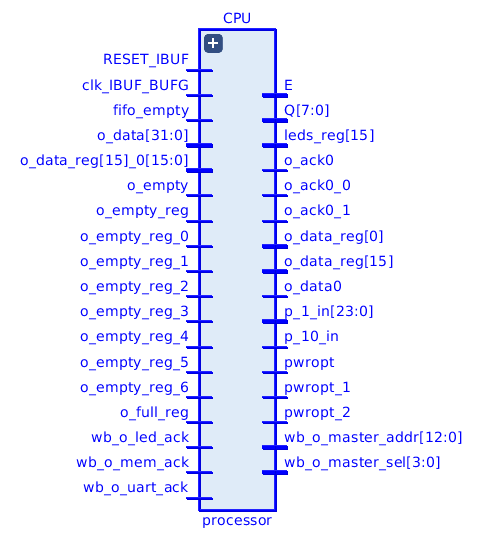 CPU
RESET_IBUF
clk_IBUF_BUFG
fifo_empty
o_data[31:0]
o_data_reg[15]_0[15:0]
o_empty
o_empty_reg
o_empty_reg_0
o_empty_reg_1
o_empty_reg_2
o_empty_reg_3
o_empty_reg_4
o_empty_reg_5
o_empty_reg_6
o_full_reg
wb_o_led_ack
wb_o_mem_ack
wb_o_uart_ack
E
Q[7:0]
leds_reg[15]
o_ack0
o_ack0_0
o_ack0_1
o_data_reg[0]
o_data_reg[15]
o_data0
p_1_in[23:0]
p_10_in
pwropt
pwropt_1
pwropt_2
wb_o_master_addr[12:0]
wb_o_master_sel[3:0]
processor